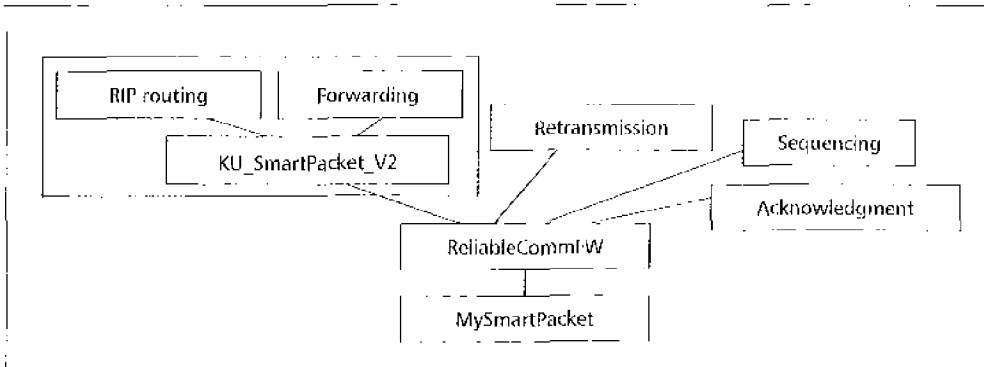 RIP routing
Forwarding
Retransmission
Sequencing
KU_SmartPacket_V2
Acknowledgment
ReliableCommFW
MySmartPacket